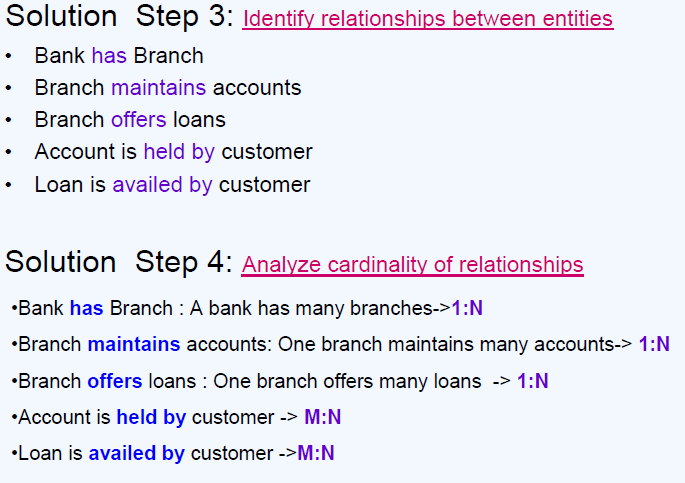 Solution Step 3: Identify relationships between entities
• Bank has Branch
• Branch maintains accounts
• Branch offers loans
• Account is held by customer
• Loan is availed by customer
Solution Step 4: Analyze cardinality of relationships
•Bank has Branch : A bank has many branches->1:N
•Branch maintains accounts: One branch maintains many accounts-> 1:N
•Branch offers loans : One branch offers many loans -> 1:N
•Account is held by customer -> M:N
•Loan is availed by customer ->M:N